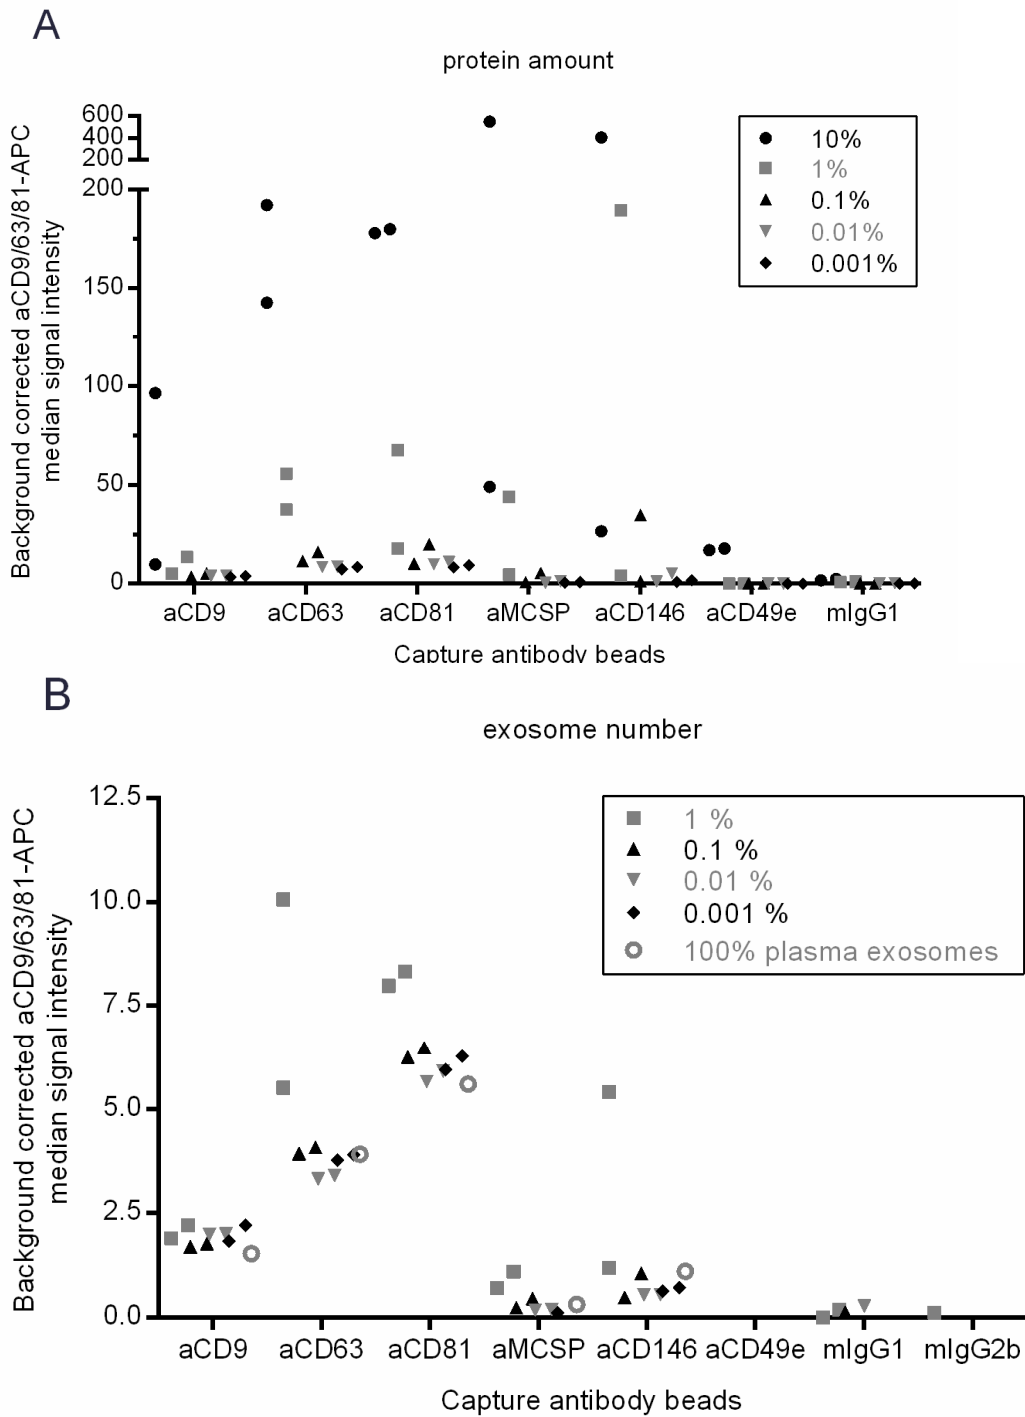 A
protein amount
Background corrected aCD9/63/81-APC
median signal intensity
600
400
200
200
150
100
50
0
10%
1%
0.1%
0.01%
0.001%
aCD9 aCD63 aCD81 aMCSP aCD146 aCD49e mIgG1
Capture antibody beads
B
exosome number
Background corrected aCD9/63/81-APC
median signal intensity
12.5
10.0
7.5
5.0
2.5
0.0
1 %
0.1 %
0.01 %
0.001 %
100% plasma exosomes
aCD9 aCD63 aCD81 aMCSP aCD146 aCD49e mIgG1 mIgG2b
Capture antibody beads